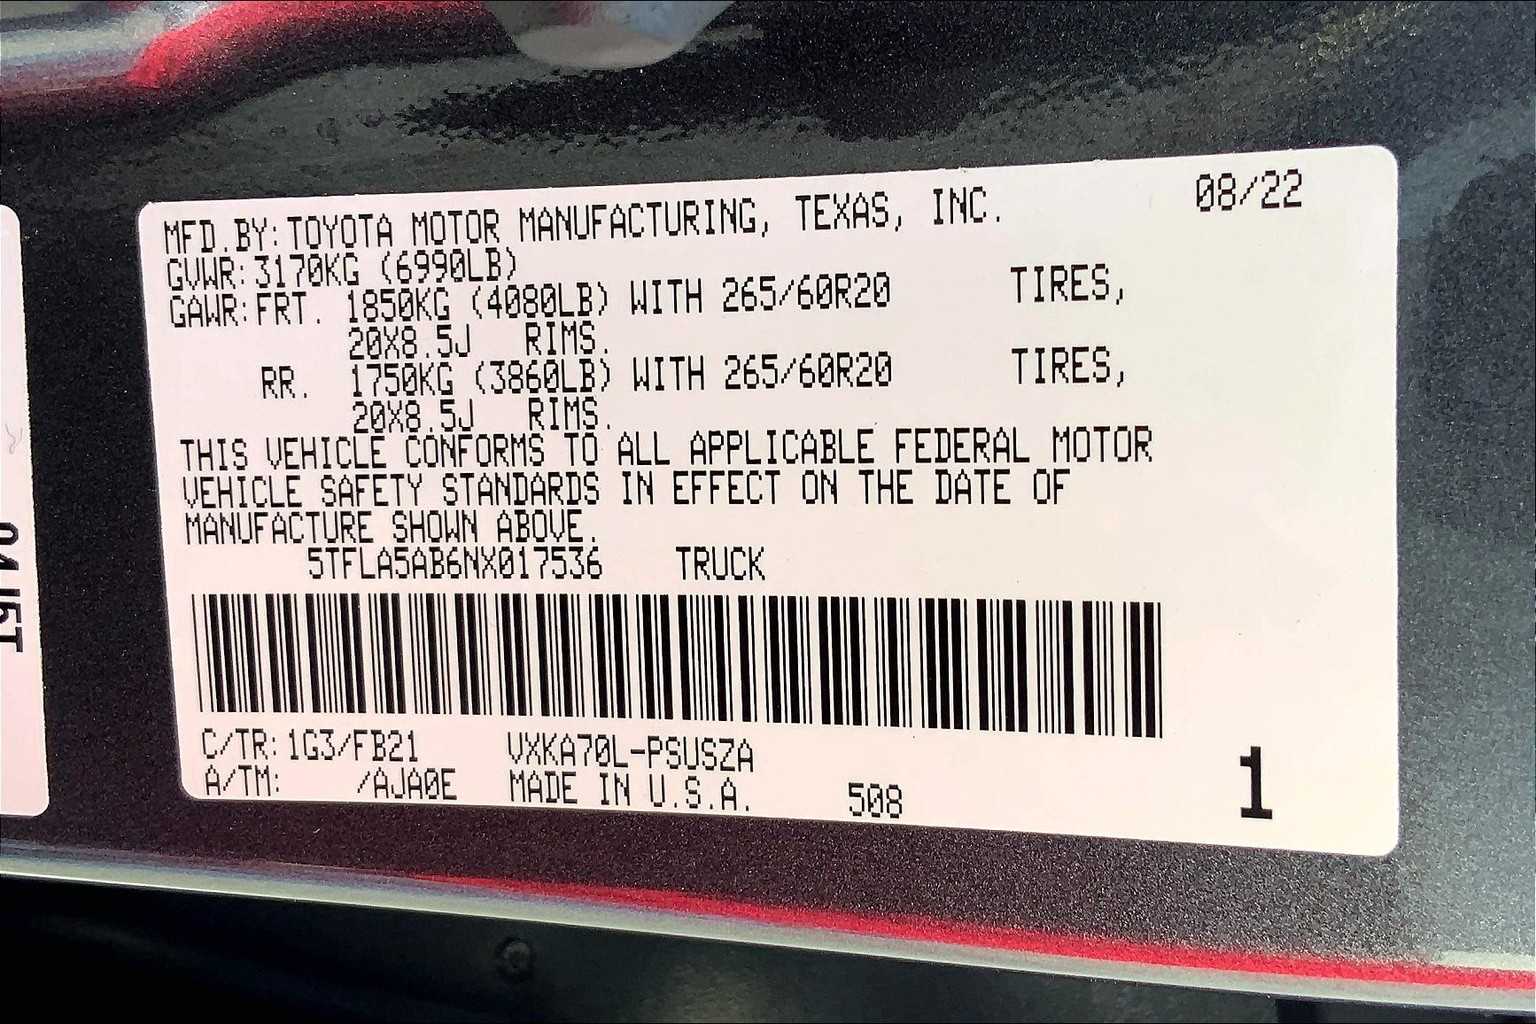 MFD.BY:TOYOTA MOTOR MANUFACTURING, TEXAS, INC. 08/22
GVWR:3170KG (6990LB)
GAWR:FRT. 1850KG (4080LB) WITH 265/60R20 TIRES,
20X8.5J RIMS.
RR. 1750KG (3860LB) WITH 265/60R20 TIRES,
20X8.5J RIMS.
THIS VEHICLE CONFORMS TO ALL APPLICABLE FEDERAL MOTOR
VEHICLE SAFETY STANDARDS IN EFFECT ON THE DATE OF
MANUFACTURE SHOWN ABOVE.
5TFLA5AB6NX017536 TRUCK
C/TR:1G3/FB21 VXKA70L-PSUSZA
A/TM: /AJA0E MADE IN U.S.A. 508 1